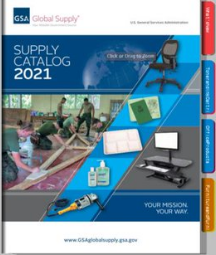 GSA Global Supply
U.S. General Services Administration
SUPPLY
CATALOG
2021
Click or Drag to Zoom
YOUR MISSION.
YOUR WAY.
www.GSAglobalsupply.gsa.gov